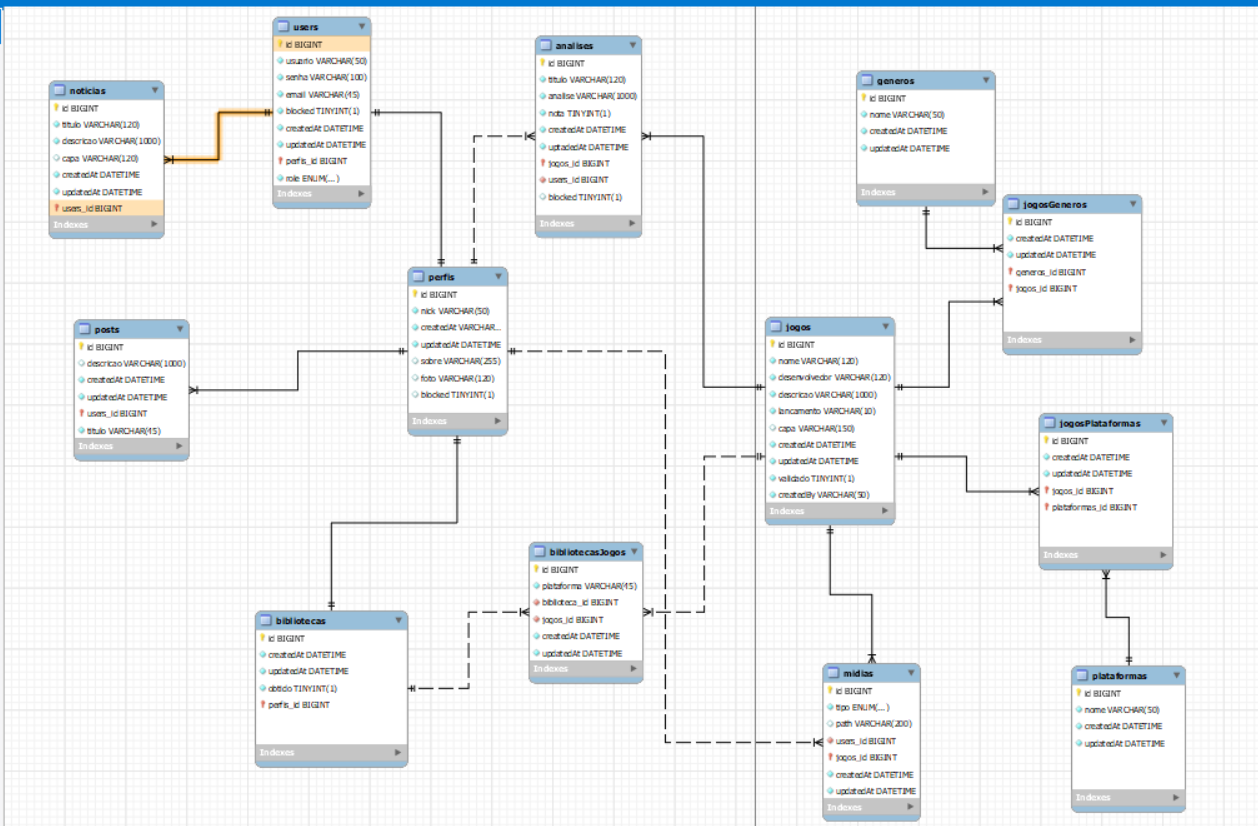 users
id BIGINT
usuario VARCHAR(50)
senha VARCHAR(100)
email VARCHAR(45)
blocked TINYINT(1)
createdAt DATETIME
updatedAt DATETIME
perfis_id BIGINT
role ENUM(...)
Indexes
noticias
id BIGINT
titulo VARCHAR(120)
descricao VARCHAR(1000)
capa VARCHAR(120)
createdAt DATETIME
updatedAt DATETIME
users_id BIGINT
Indexes
analises
id BIGINT
titulo VARCHAR(120)
analise VARCHAR(1000)
nota TINYINT(1)
createdAt DATETIME
uptadedAt DATETIME
jogos_id BIGINT
users_id BIGINT
blocked TINYINT(1)
Indexes
generos
id BIGINT
nome VARCHAR(50)
createdAt DATETIME
updatedAt DATETIME
Indexes
jogosGeneros
id BIGINT
createdAt DATETIME
updatedAt DATETIME
generos_id BIGINT
jogos_id BIGINT
Indexes
perfis
id BIGINT
nick VARCHAR(50)
createdAt VARCHAR...
updatedAt DATETIME
sobre VARCHAR(255)
foto VARCHAR(120)
blocked TINYINT(1)
Indexes
posts
id BIGINT
descricao VARCHAR(1000)
createdAt DATETIME
updatedAt DATETIME
users_id BIGINT
titulo VARCHAR(45)
Indexes
jogos
id BIGINT
nome VARCHAR(120)
desenvolvedor VARCHAR(120)
descricao VARCHAR(1000)
lancamento VARCHAR(10)
capa VARCHAR(150)
createdAt DATETIME
updatedAt DATETIME
validado TINYINT(1)
createdBy VARCHAR(50)
Indexes
jogosPlataformas
id BIGINT
createdAt DATETIME
updatedAt DATETIME
jogos_id BIGINT
plataformas_id BIGINT
Indexes
bibliotecasJogos
id BIGINT
plataforma VARCHAR(45)
biblioteca_id BIGINT
jogos_id BIGINT
createdAt DATETIME
updatedAt DATETIME
Indexes
bibliotecas
id BIGINT
createdAt DATETIME
updatedAt DATETIME
obtido TINYINT(1)
perfis_id BIGINT
Indexes
midias
id BIGINT
tipo ENUM(...)
path VARCHAR(200)
users_id BIGINT
jogos_id BIGINT
createdAt DATETIME
updatedAt DATETIME
Indexes
plataformas
id BIGINT
nome VARCHAR(50)
createdAt DATETIME
updatedAt DATETIME
Indexes